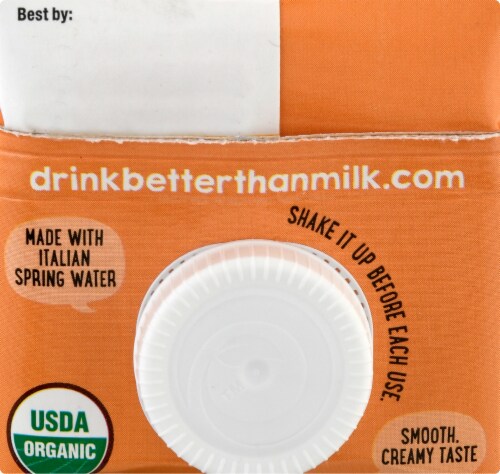 Best by:
drinkbetterthanmilk.com
MADE WITH
ITALIAN
SPRING WATER
SHAKE IT UP BEFORE EACH USE.
USDA
ORGANIC
SMOOTH.
CREAMY TASTE